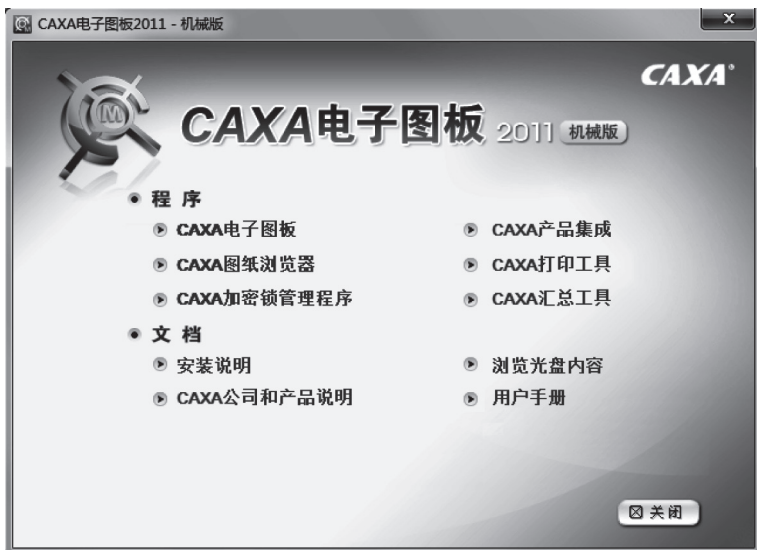 CAXA电子图板2011 - 机械版
CAXA®
CAXA电子图板 2011 机械版
M
程 序
CAXA电子图板 CAXA产品集成
CAXA图纸浏览器 CAXA打印工具
CAXA加密锁管理程序 CAXA汇总工具
文 档
安装说明 浏览光盘内容
CAXA公司和产品说明 用户手册
关闭